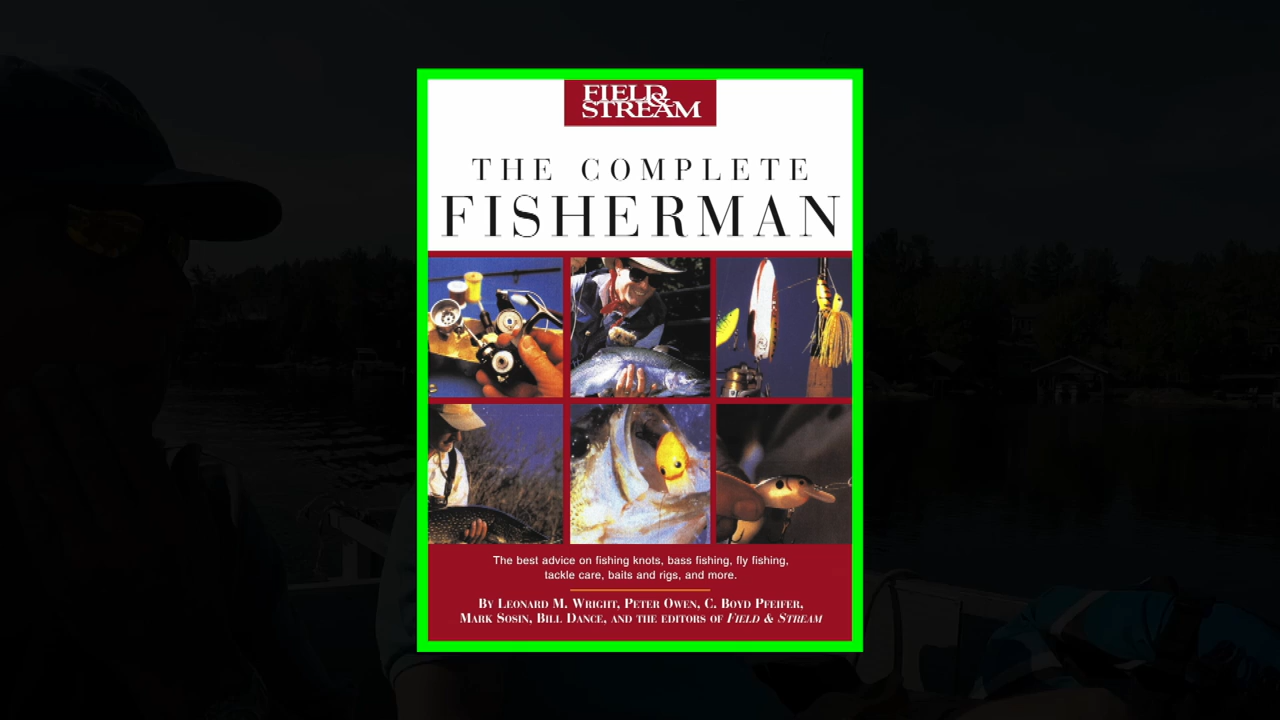 FIELD &
STREAM
THE COMPLETE
FISHERMAN
The best advice on fishing knots, bass fishing, fly fishing,
tackle care, baits and rigs, and more.
BY LEONARD M. WRIGHT, PETER OWEN, C. BOYD PFEIFER,
MARK SOSIN, BILL DANCE, AND THE EDITORS OF FIELD & STREAM